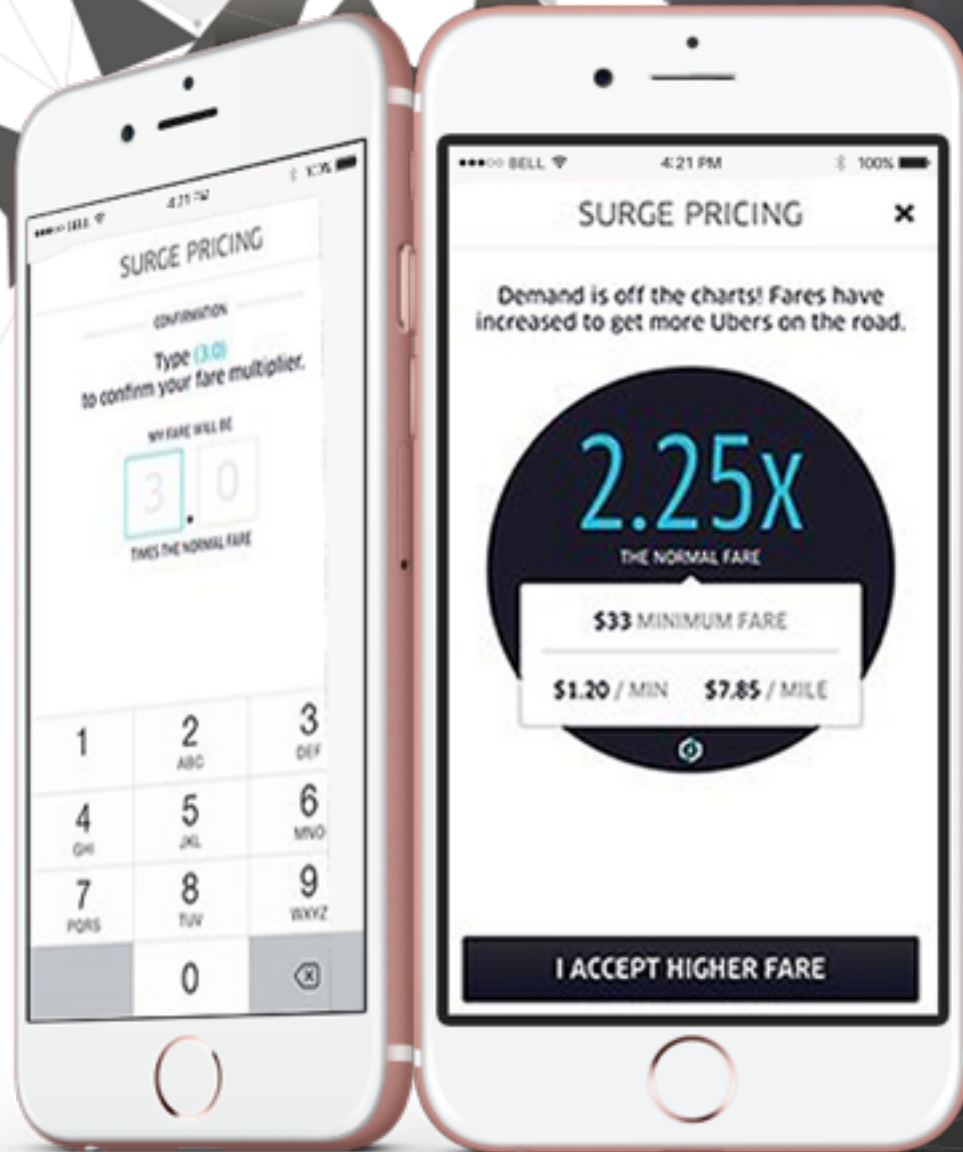 BELL
4:21 PM
SURGE PRICING
CONFIRMATION
Type (3.0)
to confirm your fare multiplier.
MY FARE WILL BE
3.0
TIMES THE NORMAL FARE
1
2
ABC
3
DEF
4
GHI
5
JKL
6
MNO
7
PQRS
8
TUV
9
WXYZ
0
BELL 4:21 PM 100%
SURGE PRICING
Demand is off the charts! Fares have
increased to get more Ubers on the road.
2.25x
THE NORMAL FARE
$33 MINIMUM FARE
$1.20 / MIN $7.85 / MILE
I ACCEPT HIGHER FARE